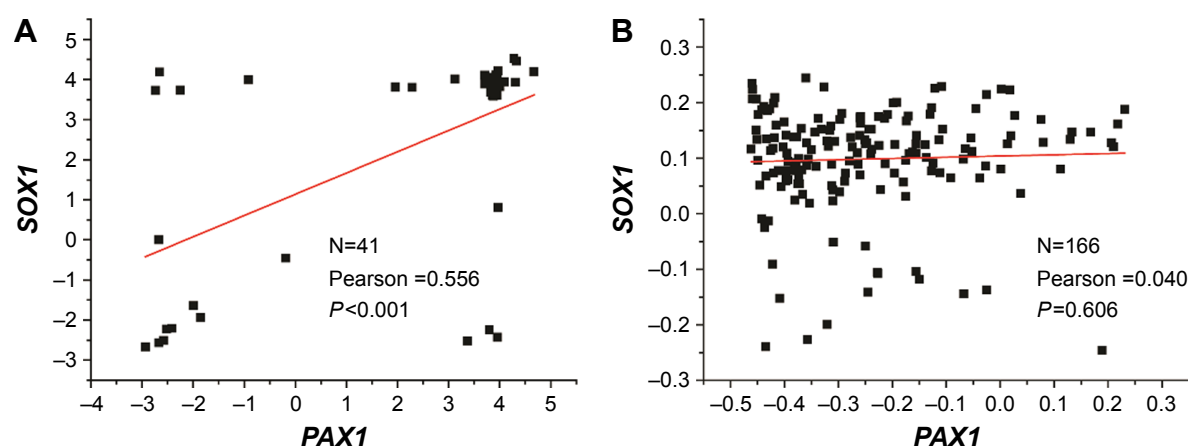 A
SOX1
5
4
3
2
1
0
–1
–2
–3
N=41
Pearson =0.556
P<0.001
–4 –3 –2 –1 0 1 2 3 4 5
PAX1
B
SOX1
0.3
0.2
0.1
0.0
–0.1
–0.2
–0.3
N=166
Pearson =0.040
P=0.606
–0.5 –0.4 –0.3 –0.2 –0.1 0.0 0.1 0.2 0.3
PAX1